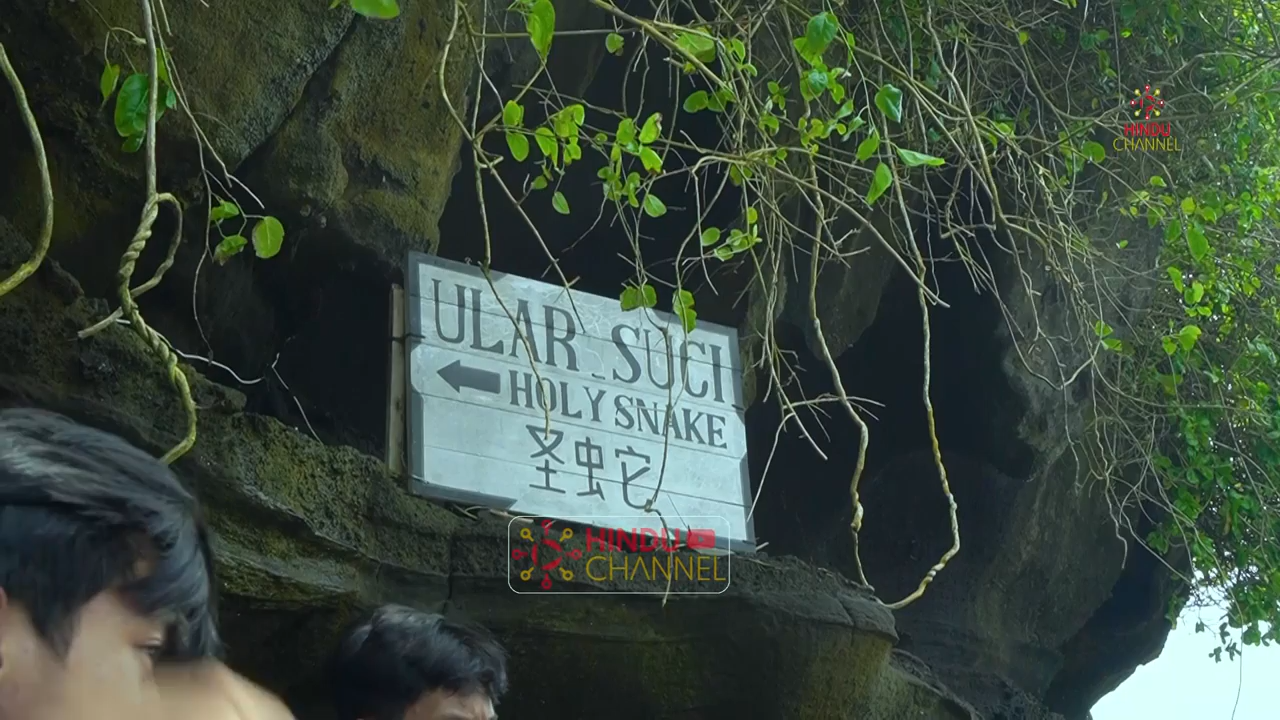 HINDU
CHANNEL
ULAR SUCI
HOLY SNAKE
圣虫它
HINDU
CHANNEL